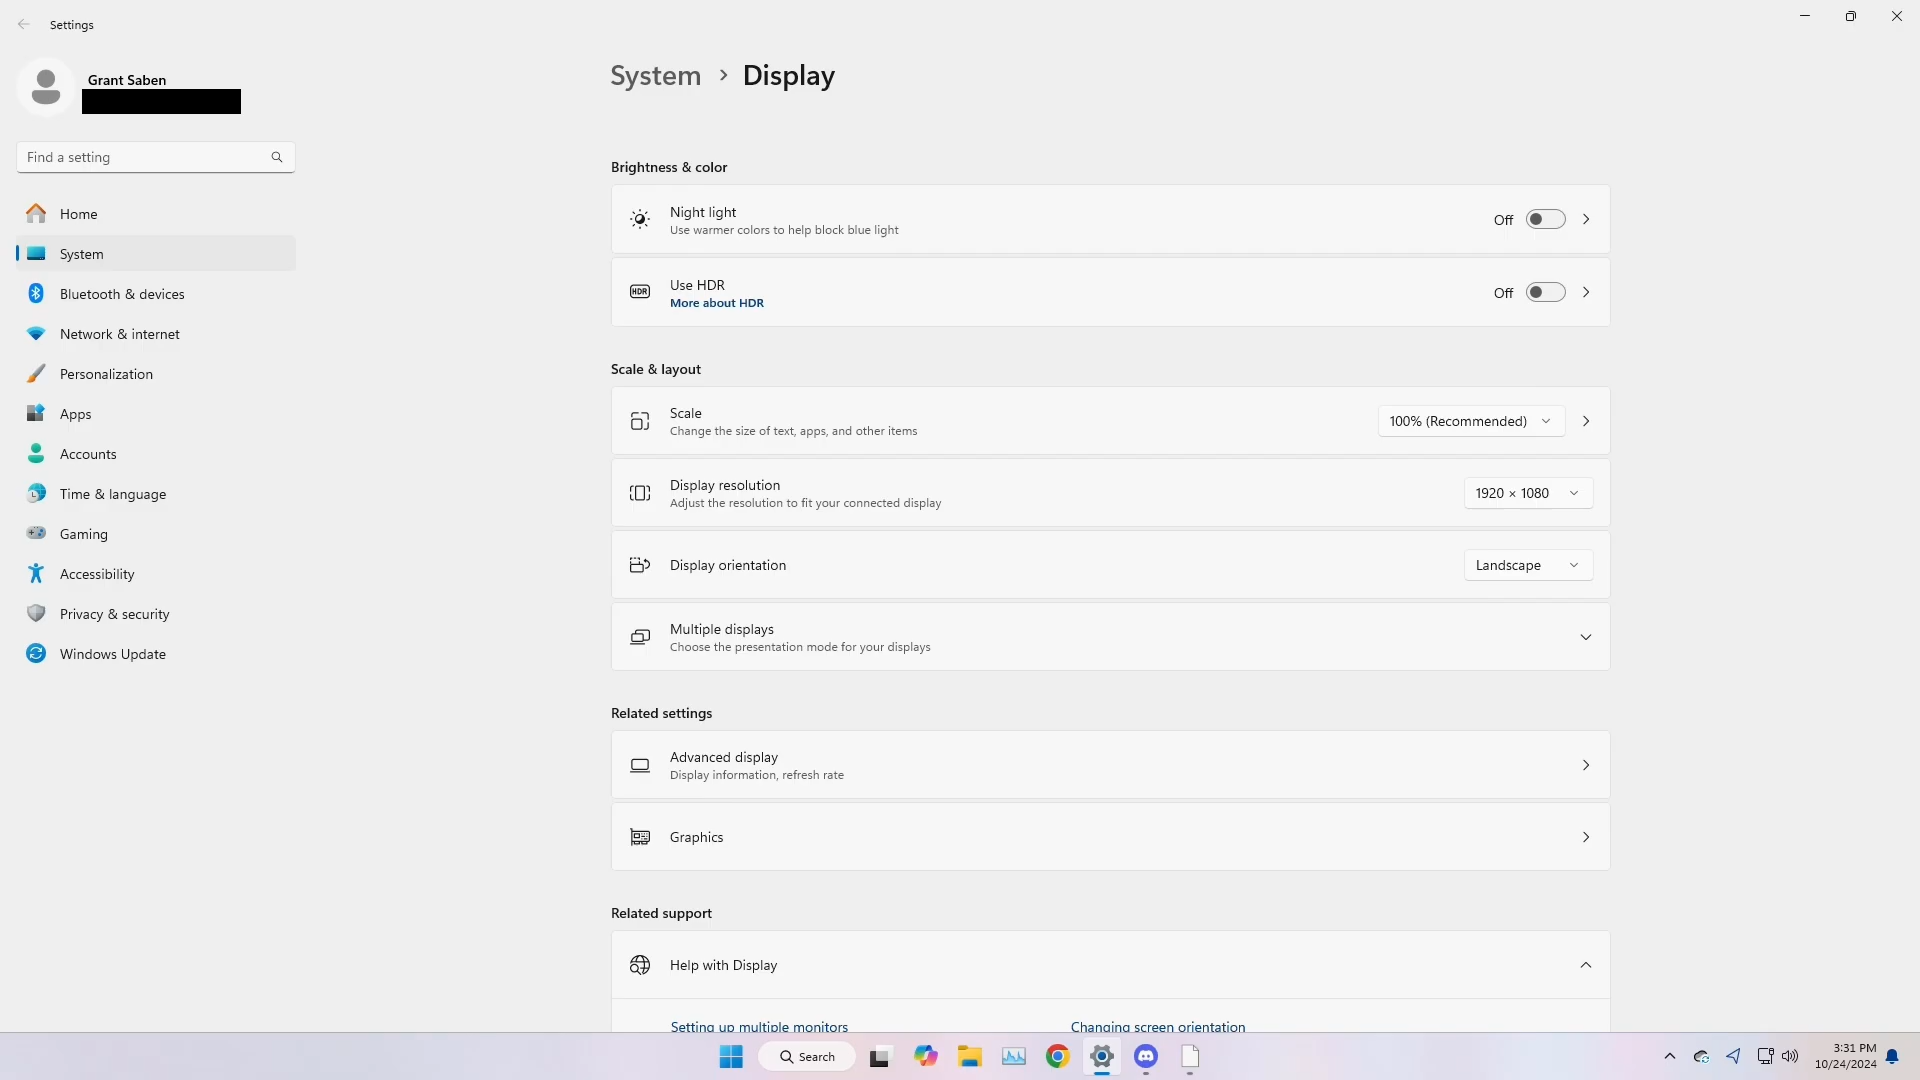 Settings
Grant Saben
Find a setting
Home
System
Bluetooth & devices
Network & internet
Personalization
Apps
Accounts
Time & language
Gaming
Accessibility
Privacy & security
Windows Update
System › Display
Brightness & color
Night light
Use warmer colors to help block blue light
Off
HDR
Use HDR
More about HDR
Off
Scale & layout
Scale
Change the size of text, apps, and other items
100% (Recommended)
Display resolution
Adjust the resolution to fit your connected display
1920 × 1080
Display orientation
Landscape
Multiple displays
Choose the presentation mode for your displays
Related settings
Advanced display
Display information, refresh rate
Graphics
Related support
Help with Display
Setting up multiple monitors
Changing screen orientation
Search
3:31 PM
10/24/2024